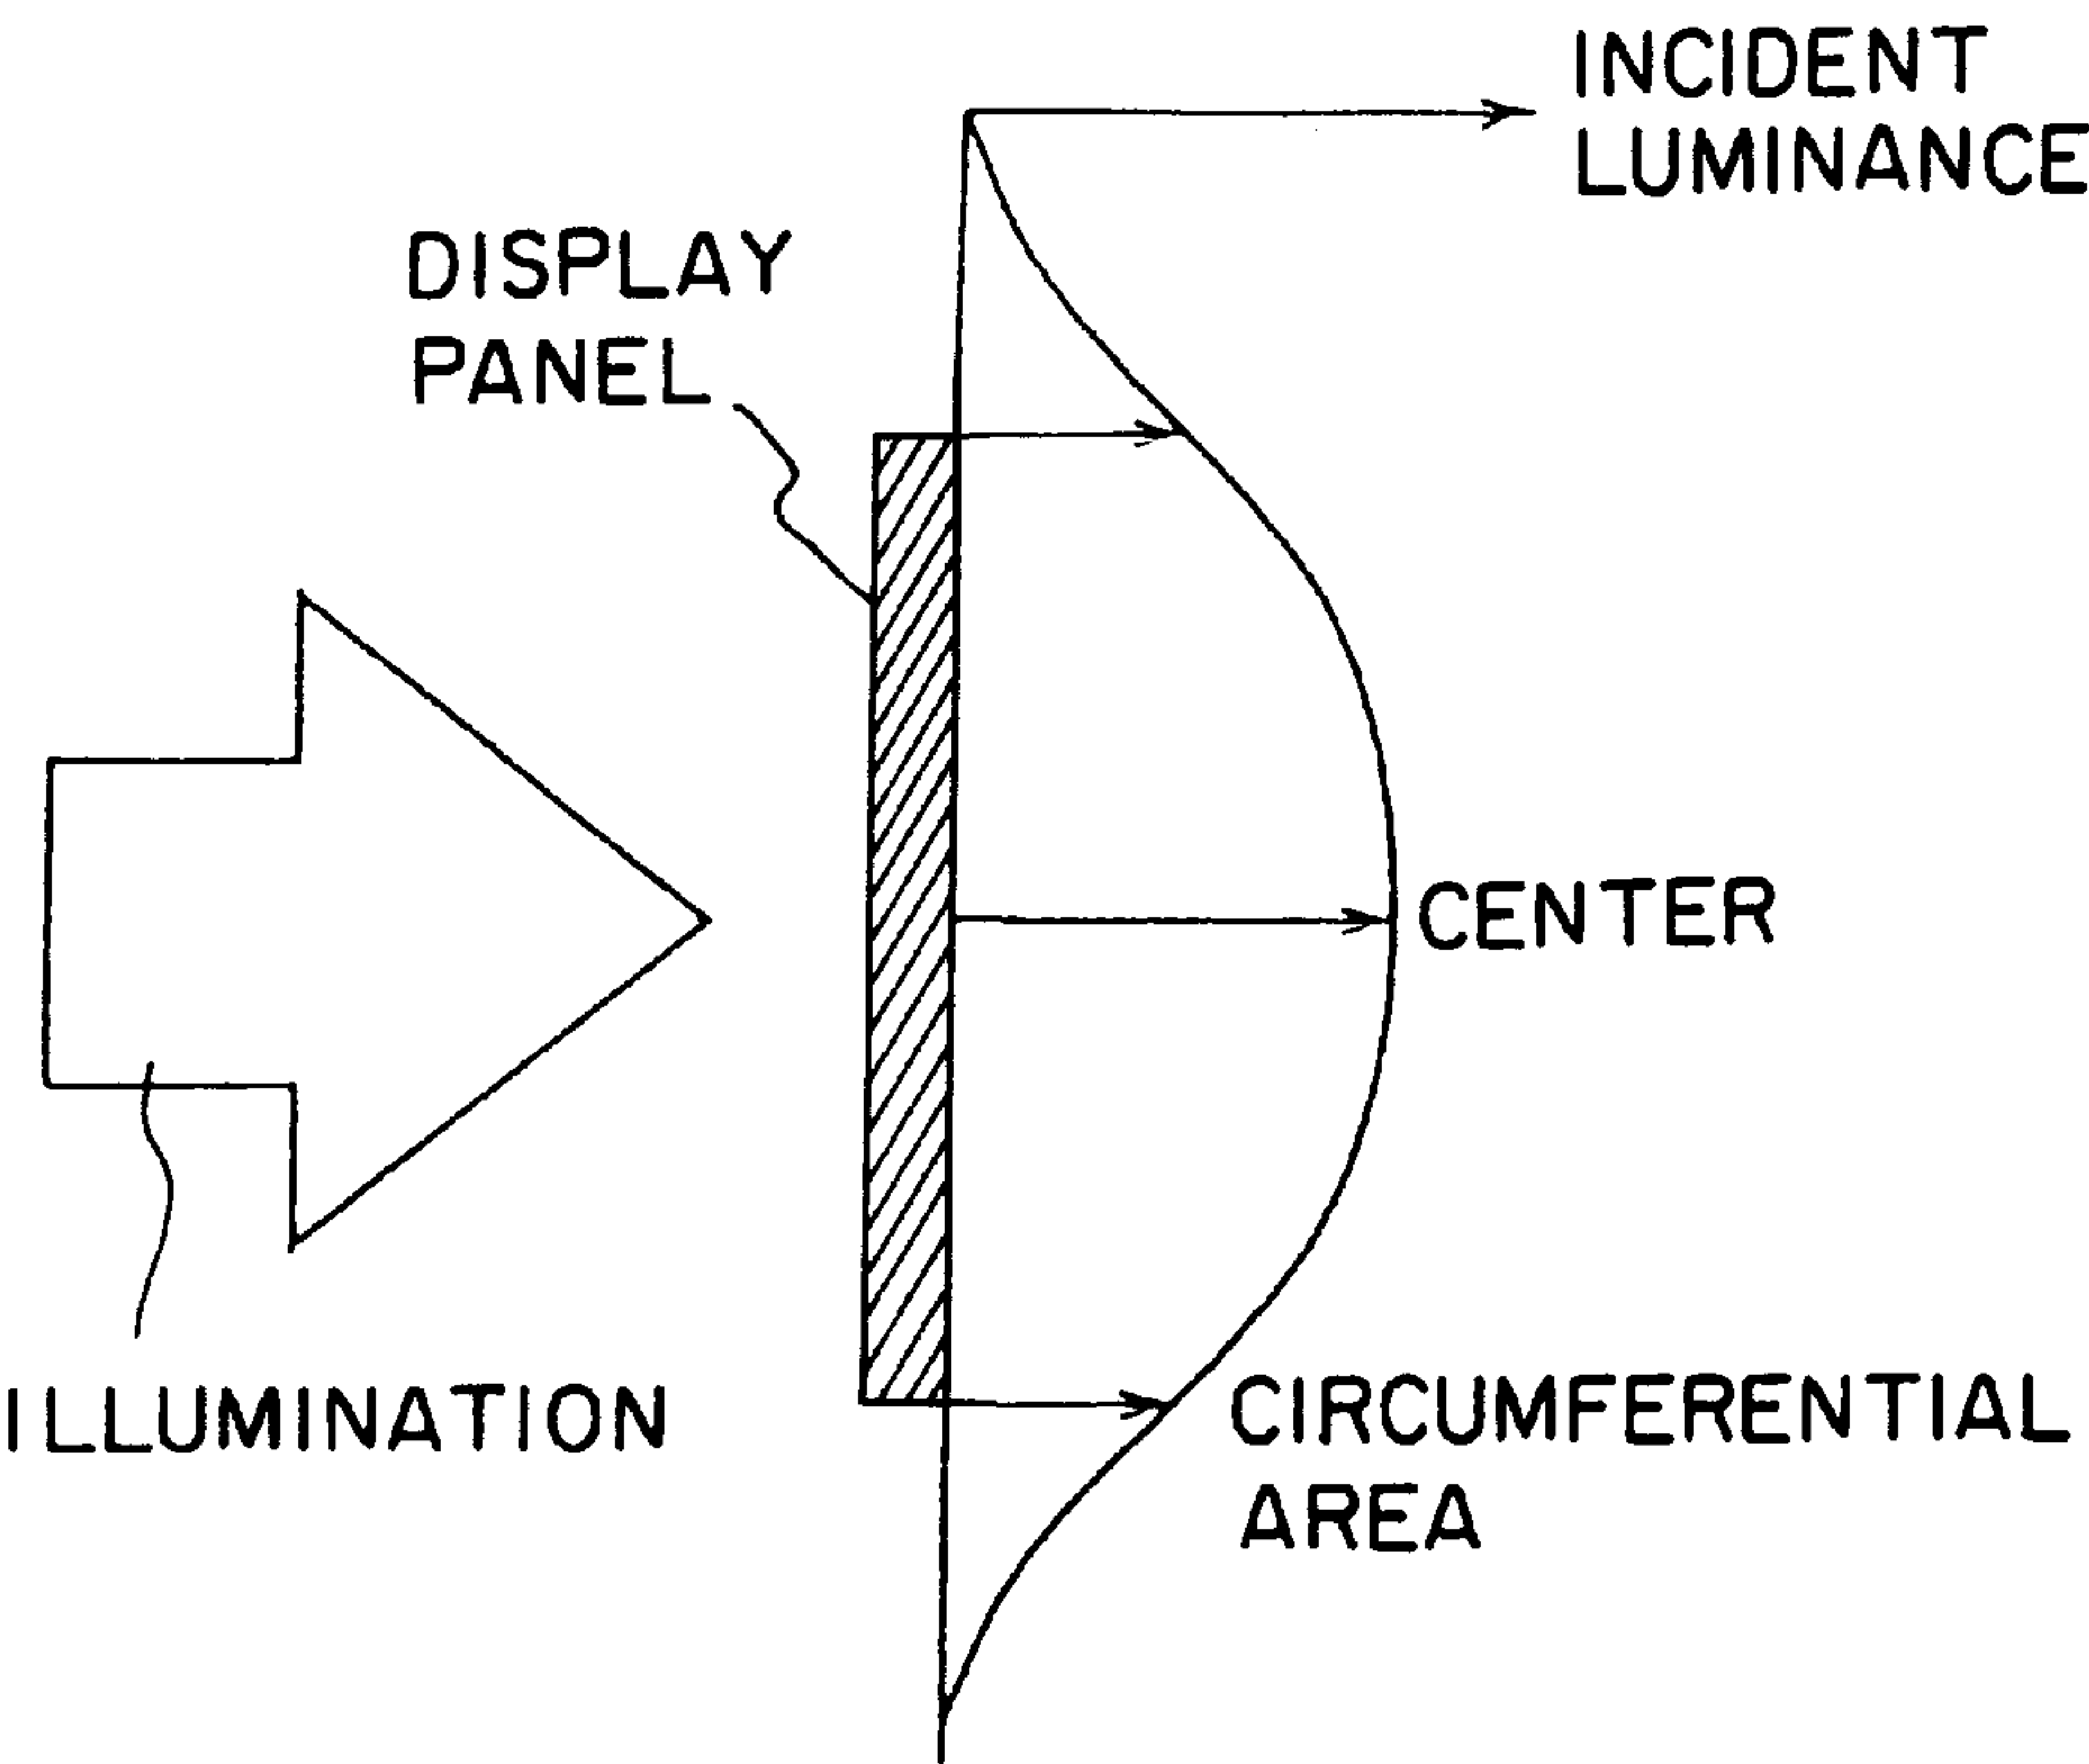 INCIDENT
LUMINANCE
DISPLAY
PANEL
CENTER
ILLUMINATION
CIRCUMFERENTIAL
AREA